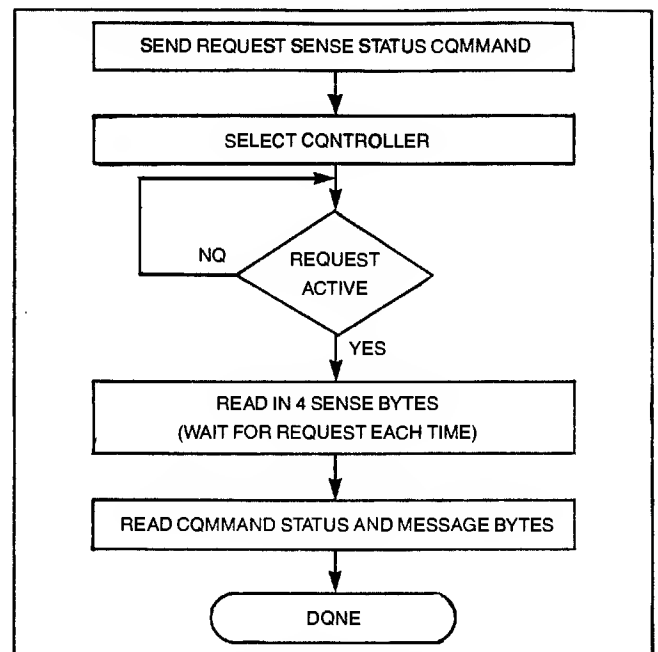 SEND REQUEST SENSE STATUS CQMMAND
SELECT CQNTROLLER
NQ
REQUEST
ACTIVE
YES
READ IN 4 SENSE BYTES
(WAIT FOR REQUEST EACH TIME)
READ CQMMAND STATUS AND MESSAGE BYTES
DQNE